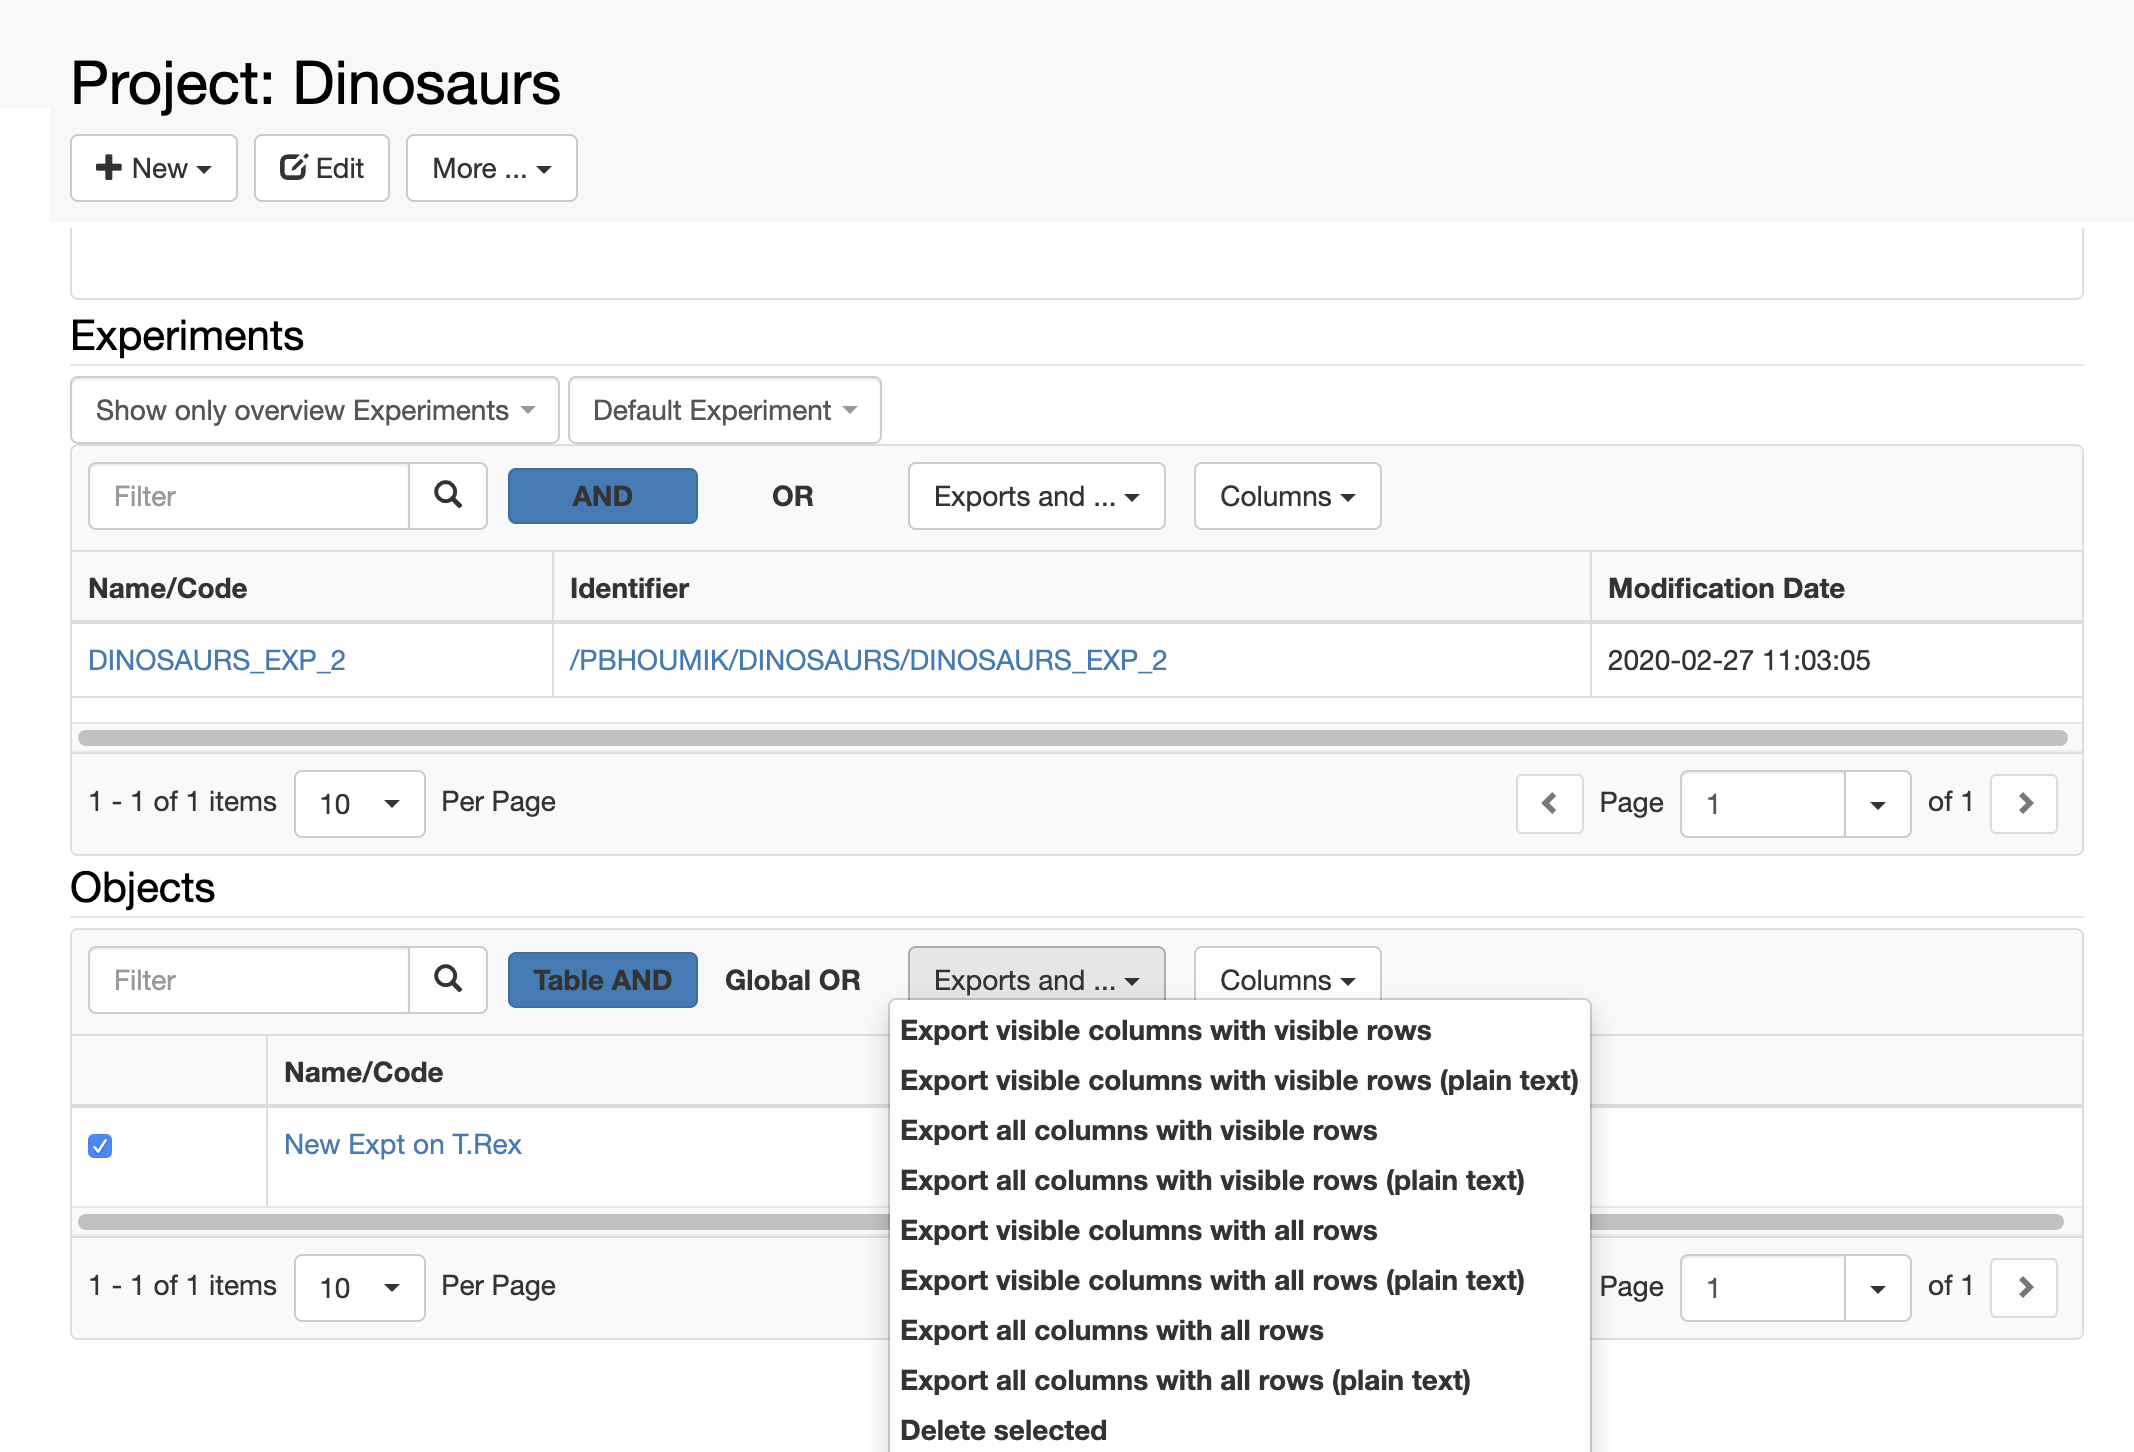 Project: Dinosaurs
New
Edit
More ...
Experiments
Show only overview Experiments
Default Experiment
Filter
AND
OR
Exports and ...
Columns
Name/Code
Identifier
Modification Date
DINOSAURS_EXP_2
/PBHOUMIK/DINOSAURS/DINOSAURS_EXP_2
2020-02-27 11:03:05
1 - 1 of 1 items
10
Per Page
Page
1
of 1
Objects
Filter
Table AND
Global OR
Exports and ...
Columns
Export visible columns with visible rows
Export visible columns with visible rows (plain text)
Export all columns with visible rows
Export all columns with visible rows (plain text)
Export visible columns with all rows
Export visible columns with all rows (plain text)
Export all columns with all rows
Export all columns with all rows (plain text)
Delete selected
Name/Code
New Expt on T.Rex
1 - 1 of 1 items
10
Per Page
Page
1
of 1